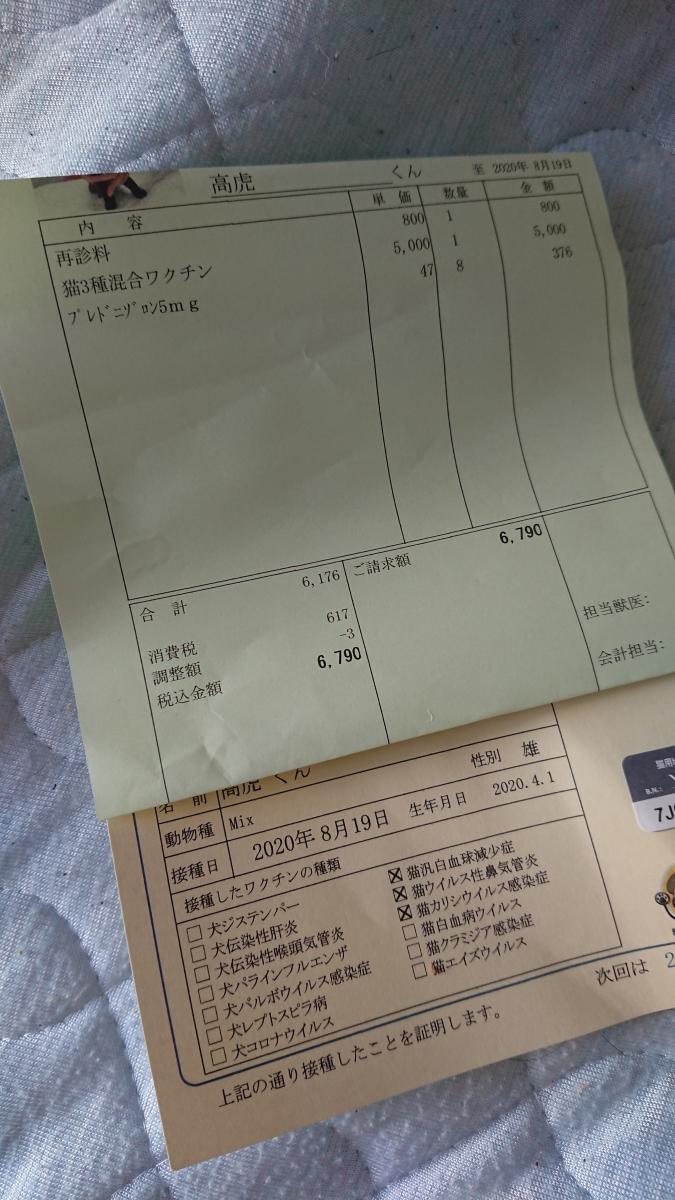 高虎 くん 至 2020年 8月19日
内 容 単 価 数量 金 額
再診料 800 1 800
猫3種混合ワクチン 5,000 1 5,000
ﾌﾟﾚﾄﾞﾆｿﾞﾛﾝ5mg 47 8 376
合 計 6,176
消費税 617
調整額 -3
税込金額 6,790
ご請求額 6,790
担当獣医:
会計担当:
名 前 高虎 くん 性別 雄
動物種 Mix 生年月日 2020.4.1
接種日 2020年 8月19日
接種したワクチンの種類
犬ジステンパー
犬伝染性肝炎
犬伝染性喉頭気管炎
犬パラインフルエンザ
犬パルボウイルス感染症
犬レプトスピラ病
犬コロナウイルス
猫汎白血球減少症
猫ウイルス性鼻気管炎
猫カリシウイルス感染症
猫白血病ウイルス
猫クラミジア感染症
猫エイズウイルス
上記の通り接種したことを証明します。
次回は 2
B.N.: